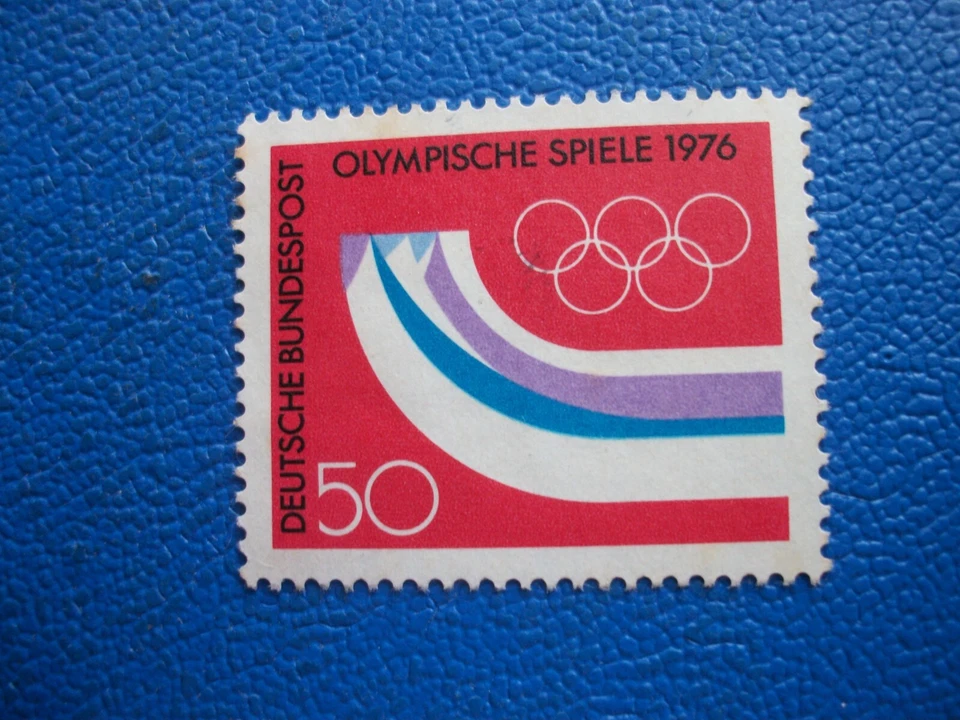 OLYMPISCHE SPIELE 1976
DEUTSCHE BUNDESPOST
50